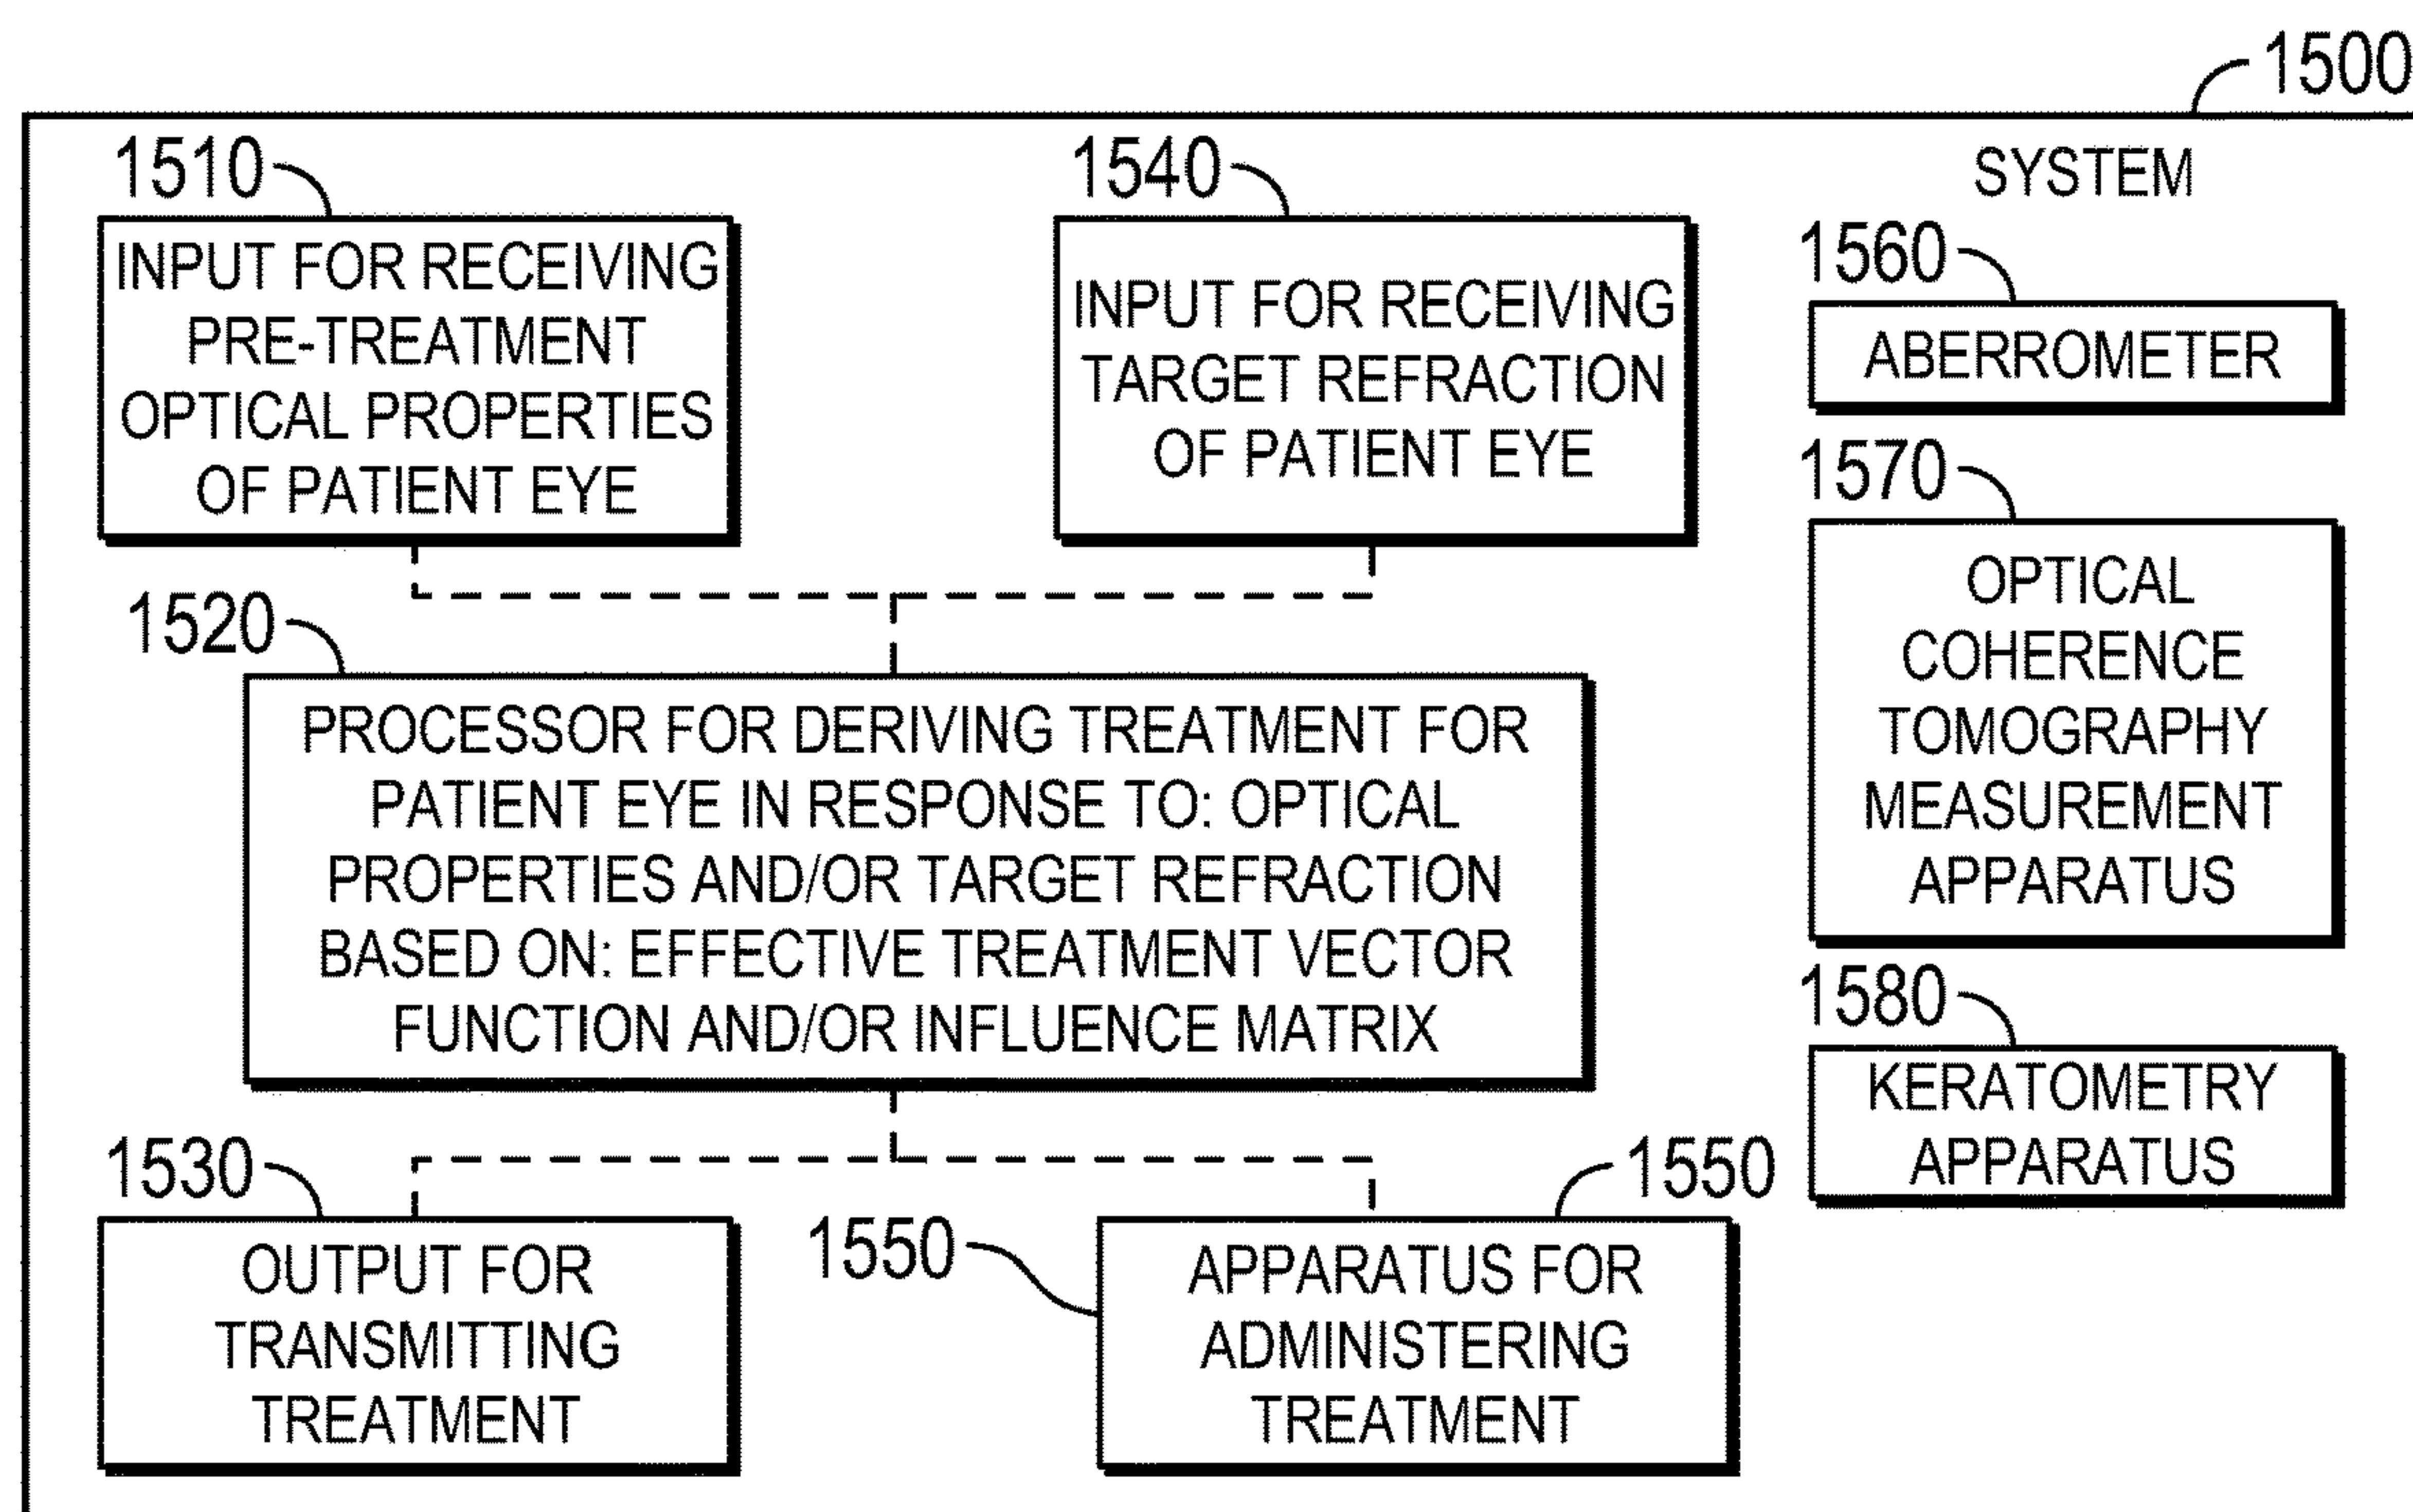 1500
SYSTEM
1510
INPUT FOR RECEIVING
PRE-TREATMENT
OPTICAL PROPERTIES
OF PATIENT EYE
1540
INPUT FOR RECEIVING
TARGET REFRACTION
OF PATIENT EYE
1560
ABERROMETER
1570
OPTICAL
COHERENCE
TOMOGRAPHY
MEASUREMENT
APPARATUS
1580
KERATOMETRY
APPARATUS
1520
PROCESSOR FOR DERIVING TREATMENT FOR
PATIENT EYE IN RESPONSE TO: OPTICAL
PROPERTIES AND/OR TARGET REFRACTION
BASED ON: EFFECTIVE TREATMENT VECTOR
FUNCTION AND/OR INFLUENCE MATRIX
1530
OUTPUT FOR
TRANSMITTING
TREATMENT
1550
1550
APPARATUS FOR
ADMINISTERING
TREATMENT